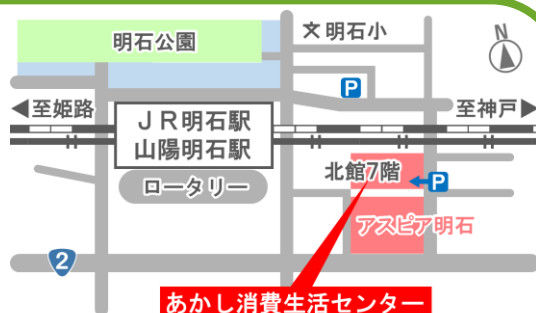 明石公園
文明石小
N
P
◀至姫路
JR明石駅
山陽明石駅
至神戸▶
北館7階
P
ロータリー
アスピア明石
2
あかし消費生活センター